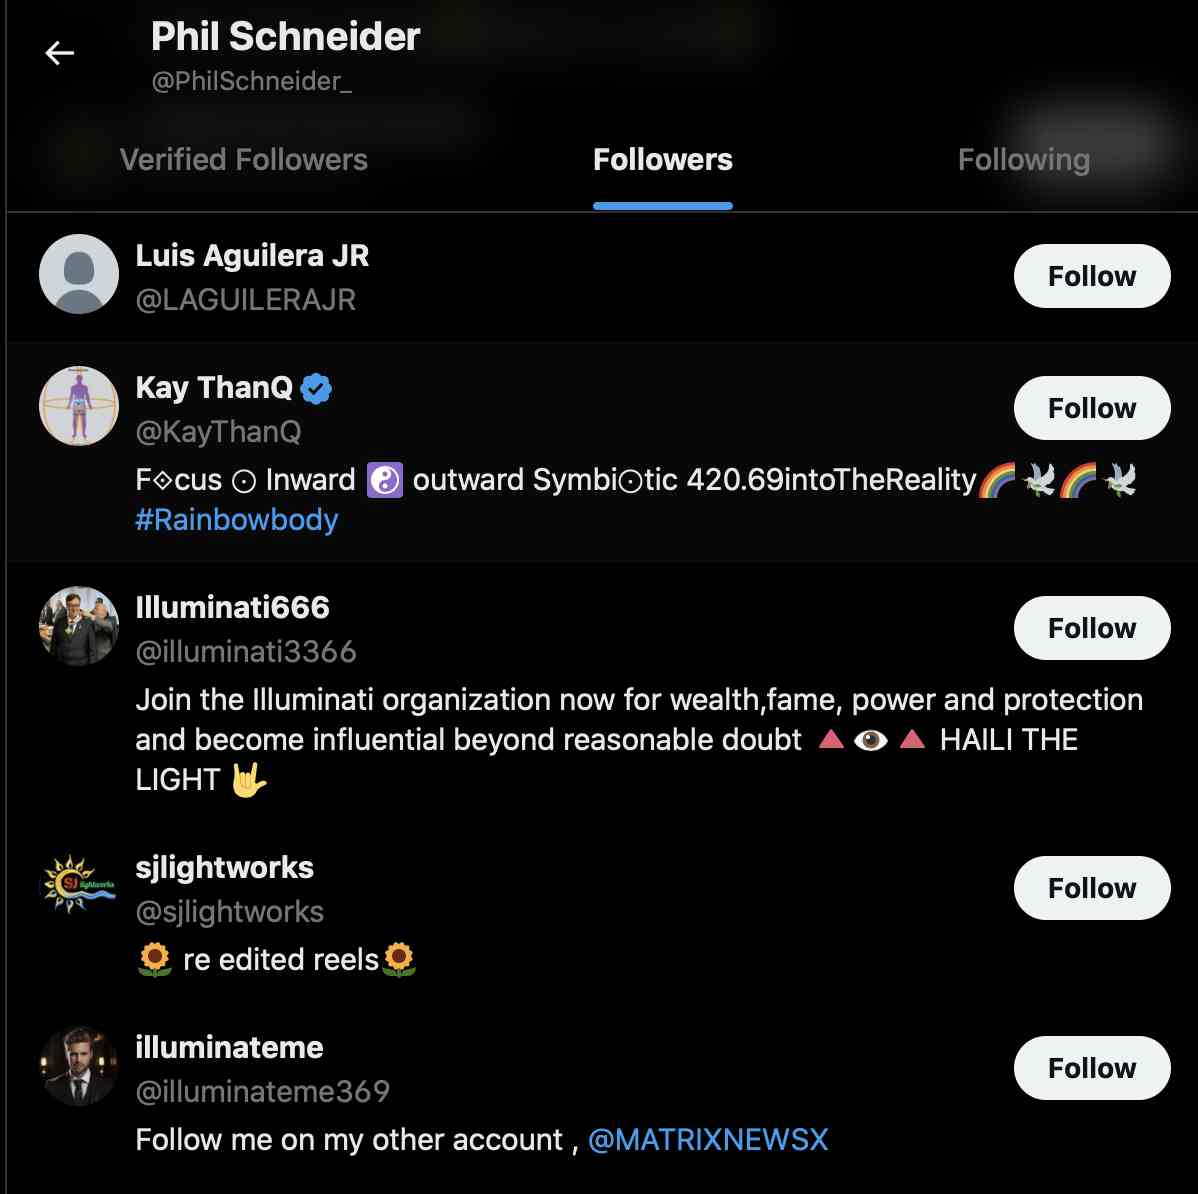 Phil Schneider
@PhilSchneider_
Verified Followers
Followers
Following
Luis Aguilera JR
@LAGUILERAJR
Follow
Kay ThanQ
@KayThanQ
Follow
F⟐cus ⊙ Inward ☯️ outward Symbi⊙tic 420.69intoTheReality🌈🕊️🌈🕊️
#Rainbowbody
Illuminati666
@illuminati3366
Follow
Join the Illuminati organization now for wealth,fame, power and protection
and become influential beyond reasonable doubt 🔺👁️🔺 HAILI THE
LIGHT 🤟
SJ lightworks
sjlightworks
@sjlightworks
Follow
🌻 re edited reels🌻
illuminateme
@illuminateme369
Follow
Follow me on my other account , @MATRIXNEWSX